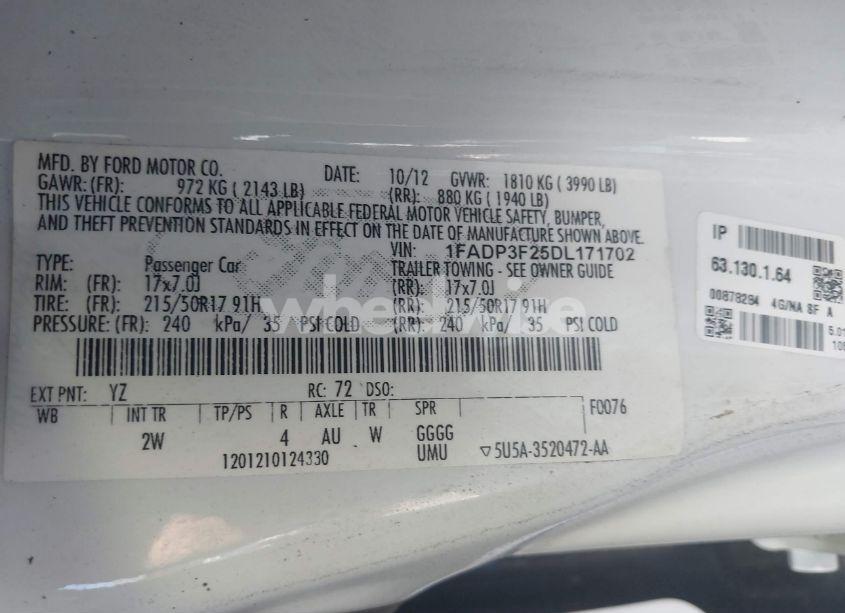 MFD. BY FORD MOTOR CO. DATE: 10/12 GVWR: 1810 KG ( 3990 LB)
GAWR: (FR): 972 KG ( 2143 LB) (RR): 880 KG ( 1940 LB)
THIS VEHICLE CONFORMS TO ALL APPLICABLE FEDERAL MOTOR VEHICLE SAFETY, BUMPER,
AND THEFT PREVENTION STANDARDS IN EFFECT ON THE DATE OF MANUFACTURE SHOWN ABOVE.
VIN: 1FADP3F25DL171702
TYPE: Passenger Car TRAILER TOWING - SEE OWNER GUIDE
RIM: (FR): 17x7.0J (RR): 17x7.0J
TIRE: (FR): 215/50R17 91H (RR): 215/50R17 91H
PRESSURE: (FR): 240 kPa/ 35 PSI COLD (RR): 240 kPa/ 35 PSI COLD
EXT PNT: YZ RC: 72 DSO:
WB INT TR TP/PS R AXLE TR SPR F0076
2W 4 AU W GGGG
UMU
1201210124330 ▽5U5A-3520472-AA
IP
63.130.1.64
00878284 4G/NA SF A
5.01
wheelwise